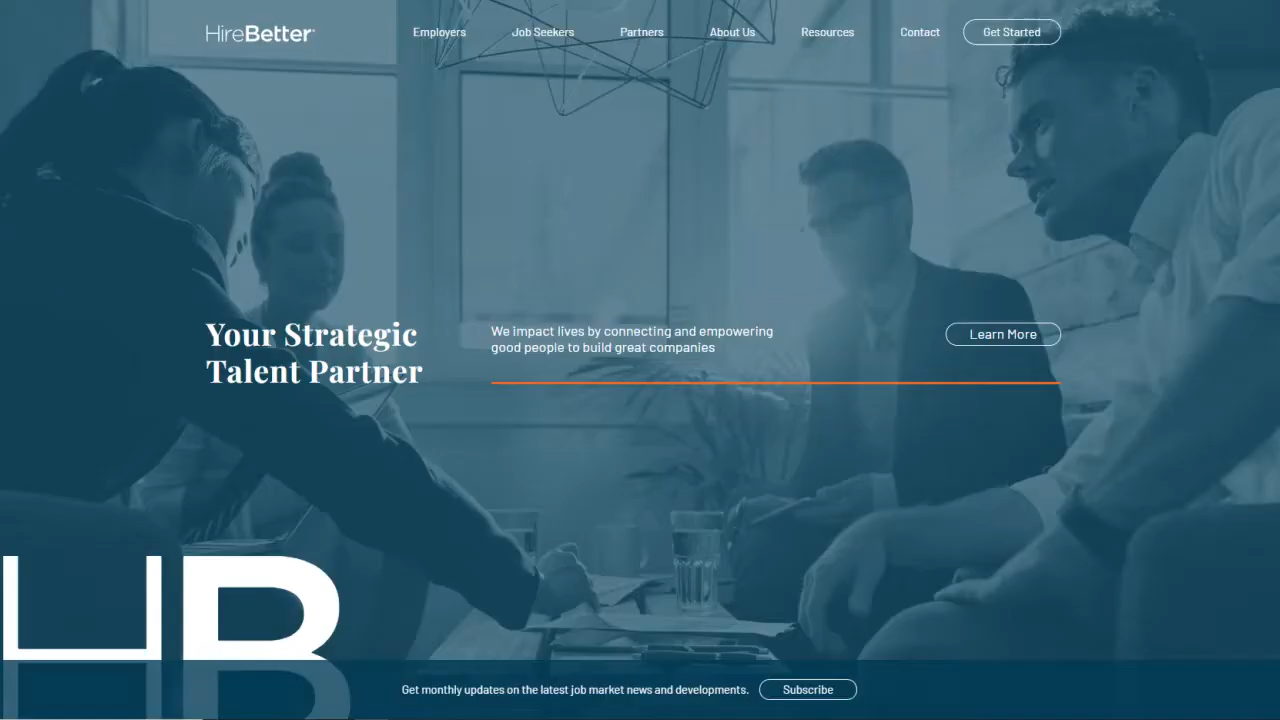 HireBetter
Employers
Job Seekers
Partners
About Us
Resources
Contact
Get Started
Your Strategic
Talent Partner
We impact lives by connecting and empowering
good people to build great companies
Learn More
HB
Get monthly updates on the latest job market news and developments.
Subscribe